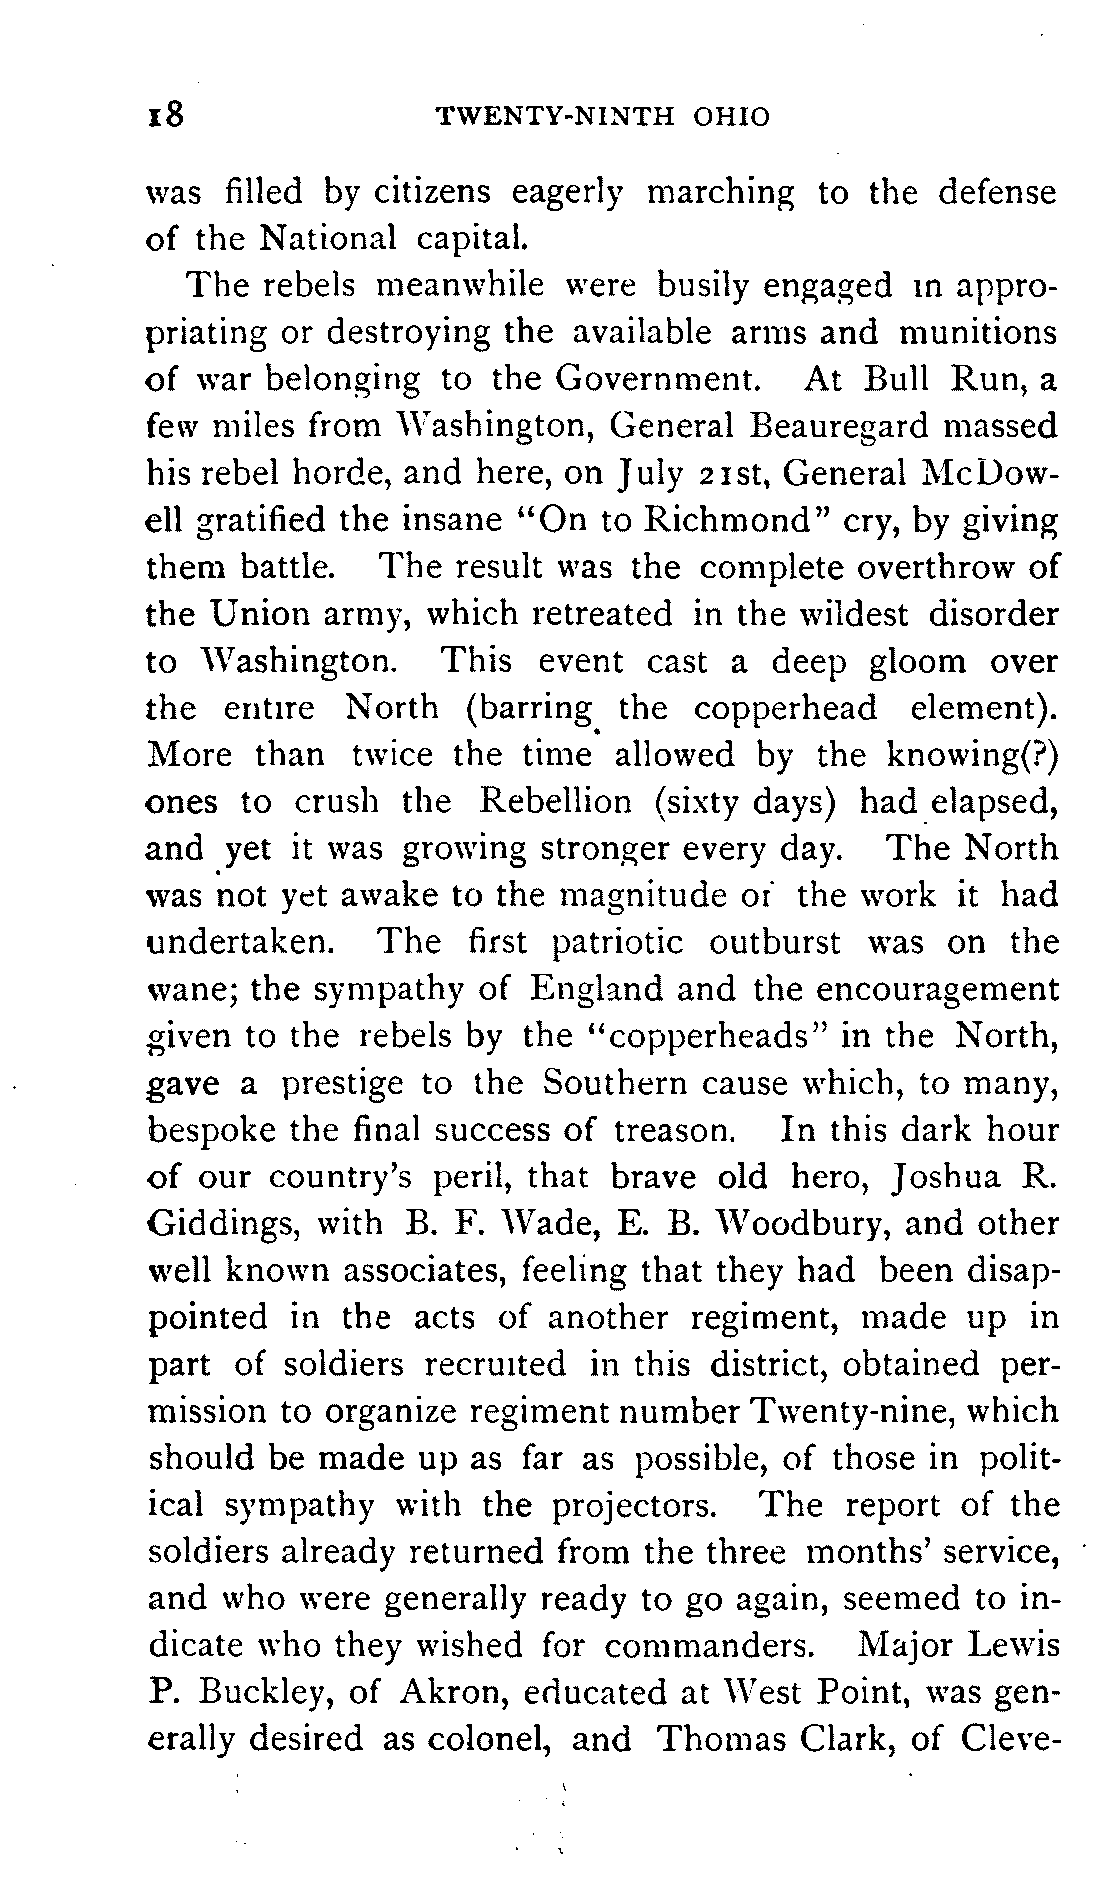 18 TWENTY-NINTH OHIO
was filled by citizens eagerly marching to the defense
of the National capital.
The rebels meanwhile were busily engaged in appro-
priating or destroying the available arms and munitions
of war belonging to the Government. At Bull Run, a
few miles from Washington, General Beauregard massed
his rebel horde, and here, on July 21st, General McDow-
ell gratified the insane "On to Richmond" cry, by giving
them battle. The result was the complete overthrow of
the Union army, which retreated in the wildest disorder
to Washington. This event cast a deep gloom over
the entire North (barring the copperhead element).
More than twice the time allowed by the knowing(?)
ones to crush the Rebellion (sixty days) had elapsed,
and yet it was growing stronger every day. The North
was not yet awake to the magnitude of the work it had
undertaken. The first patriotic outburst was on the
wane; the sympathy of England and the encouragement
given to the rebels by the "copperheads" in the North,
gave a prestige to the Southern cause which, to many,
bespoke the final success of treason. In this dark hour
of our country's peril, that brave old hero, Joshua R.
Giddings, with B. F. Wade, E. B. Woodbury, and other
well known associates, feeling that they had been disap-
pointed in the acts of another regiment, made up in
part of soldiers recruited in this district, obtained per-
mission to organize regiment number Twenty-nine, which
should be made up as far as possible, of those in polit-
ical sympathy with the projectors. The report of the
soldiers already returned from the three months' service,
and who were generally ready to go again, seemed to in-
dicate who they wished for commanders. Major Lewis
P. Buckley, of Akron, educated at West Point, was gen-
erally desired as colonel, and Thomas Clark, of Cleve-